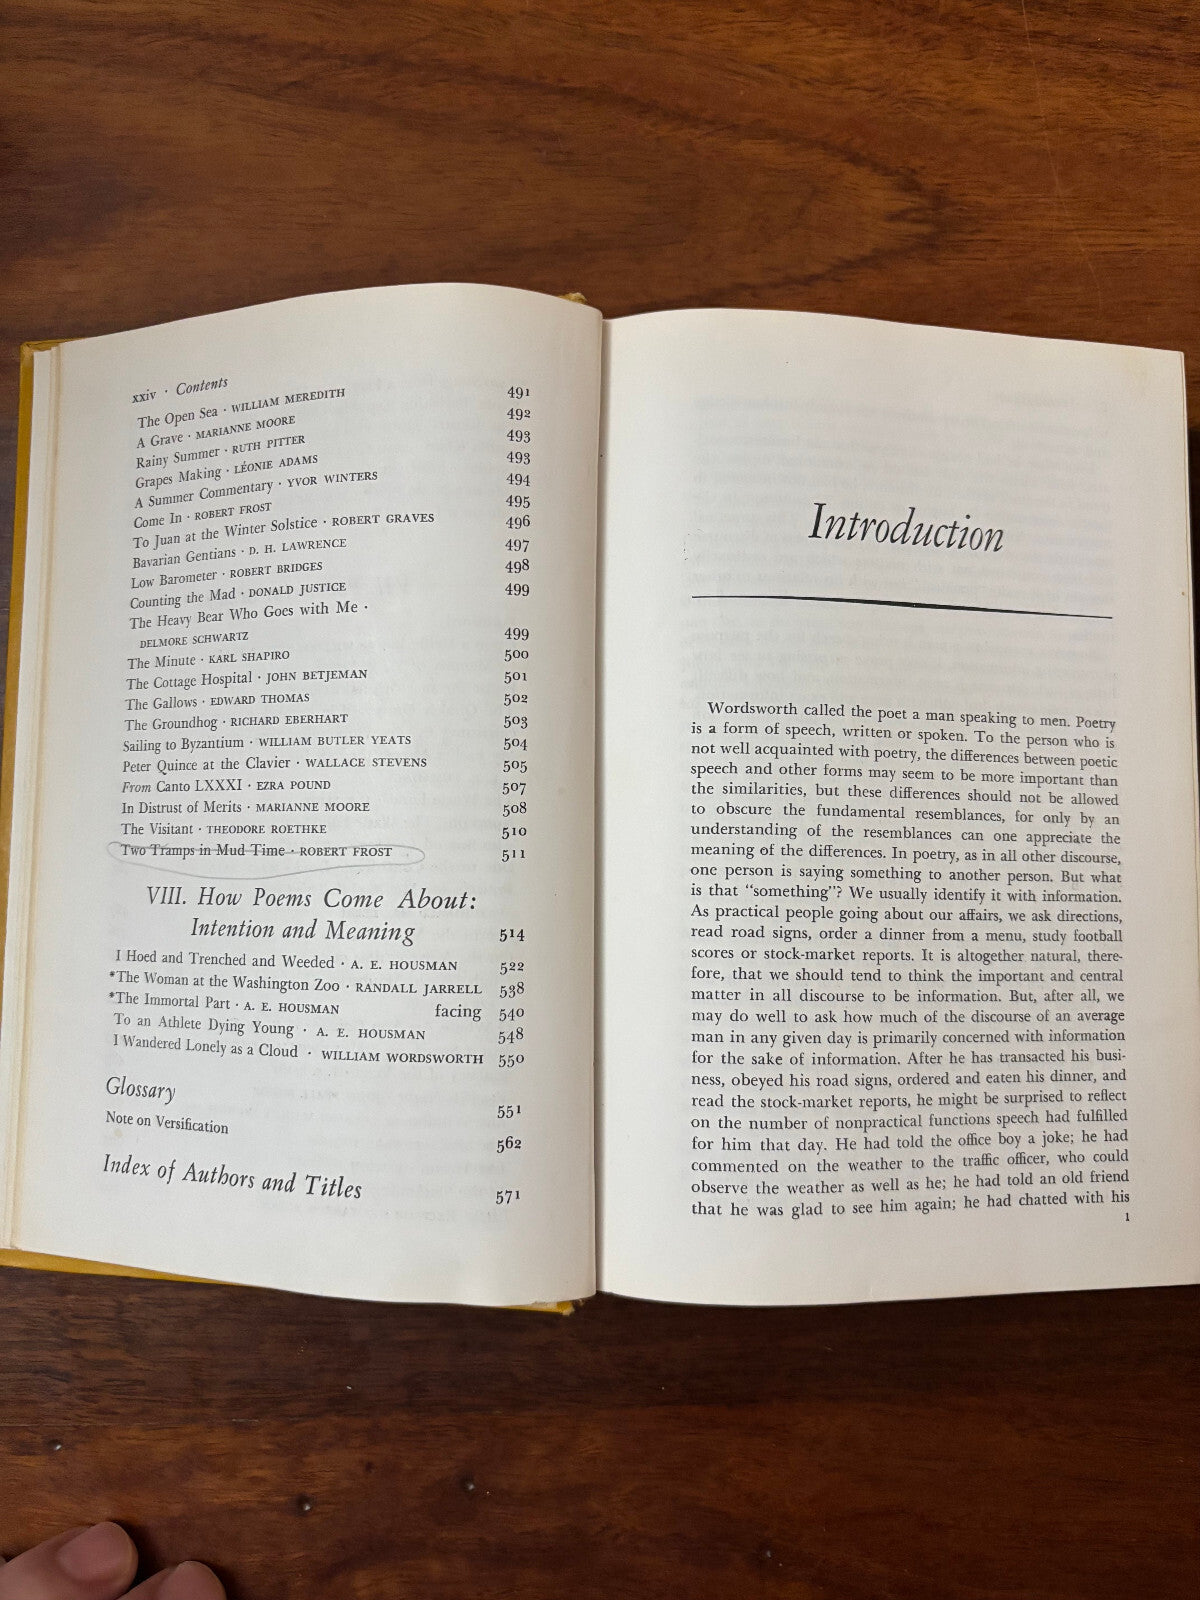 xxiv · Contents
The Open Sea · WILLIAM MEREDITH 491
A Grave · MARIANNE MOORE 492
Rainy Summer · RUTH PITTER 493
Grapes Making · LÉONIE ADAMS 493
A Summer Commentary · YVOR WINTERS 494
Come In · ROBERT FROST 495
To Juan at the Winter Solstice · ROBERT GRAVES 496
Bavarian Gentians · D. H. LAWRENCE 497
Low Barometer · ROBERT BRIDGES 498
Counting the Mad · DONALD JUSTICE 499
The Heavy Bear Who Goes with Me ·
DELMORE SCHWARTZ 499
The Minute · KARL SHAPIRO 500
The Cottage Hospital · JOHN BETJEMAN 501
The Gallows · EDWARD THOMAS 502
The Groundhog · RICHARD EBERHART 503
Sailing to Byzantium · WILLIAM BUTLER YEATS 504
Peter Quince at the Clavier · WALLACE STEVENS 505
From Canto LXXXI · EZRA POUND 507
In Distrust of Merits · MARIANNE MOORE 508
The Visitant · THEODORE ROETHKE 510
Two Tramps in Mud Time · ROBERT FROST 511
VIII. How Poems Come About:
Intention and Meaning 514
I Hoed and Trenched and Weeded · A. E. HOUSMAN 522
*The Woman at the Washington Zoo · RANDALL JARRELL 538
*The Immortal Part · A. E. HOUSMAN facing 540
To an Athlete Dying Young · A. E. HOUSMAN 548
I Wandered Lonely as a Cloud · WILLIAM WORDSWORTH 550
Glossary 551
Note on Versification 562
Index of Authors and Titles 571
Introduction
Wordsworth called the poet a man speaking to men. Poetry
is a form of speech, written or spoken. To the person who is
not well acquainted with poetry, the differences between poetic
speech and other forms may seem to be more important than
the similarities, but these differences should not be allowed
to obscure the fundamental resemblances, for only by an
understanding of the resemblances can one appreciate the
meaning of the differences. In poetry, as in all other discourse,
one person is saying something to another person. But what
is that "something"? We usually identify it with information.
As practical people going about our affairs, we ask directions,
read road signs, order a dinner from a menu, study football
scores or stock-market reports. It is altogether natural, there-
fore, that we should tend to think the important and central
matter in all discourse to be information. But, after all, we
may do well to ask how much of the discourse of an average
man in any given day is primarily concerned with information
for the sake of information. After he has transacted his busi-
ness, obeyed his road signs, ordered and eaten his dinner, and
read the stock-market reports, he might be surprised to reflect
on the number of nonpractical functions speech had fulfilled
for him that day. He had told the office boy a joke; he had
commented on the weather to the traffic officer, who could
observe the weather as well as he; he had told an old friend
that he was glad to see him again; he had chatted with his
1